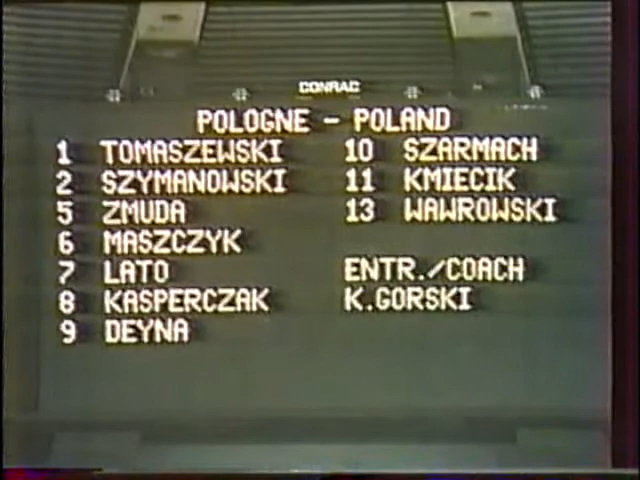 CONRAC
POLOGNE - POLAND
1 TOMASZEWSKI
2 SZYMANOWSKI
5 ZMUDA
6 MASZCZYK
7 LATO
8 KASPERCZAK
9 DEYNA
10 SZARMACH
11 KMIECIK
13 WAWROWSKI
ENTR./COACH
K.GORSKI